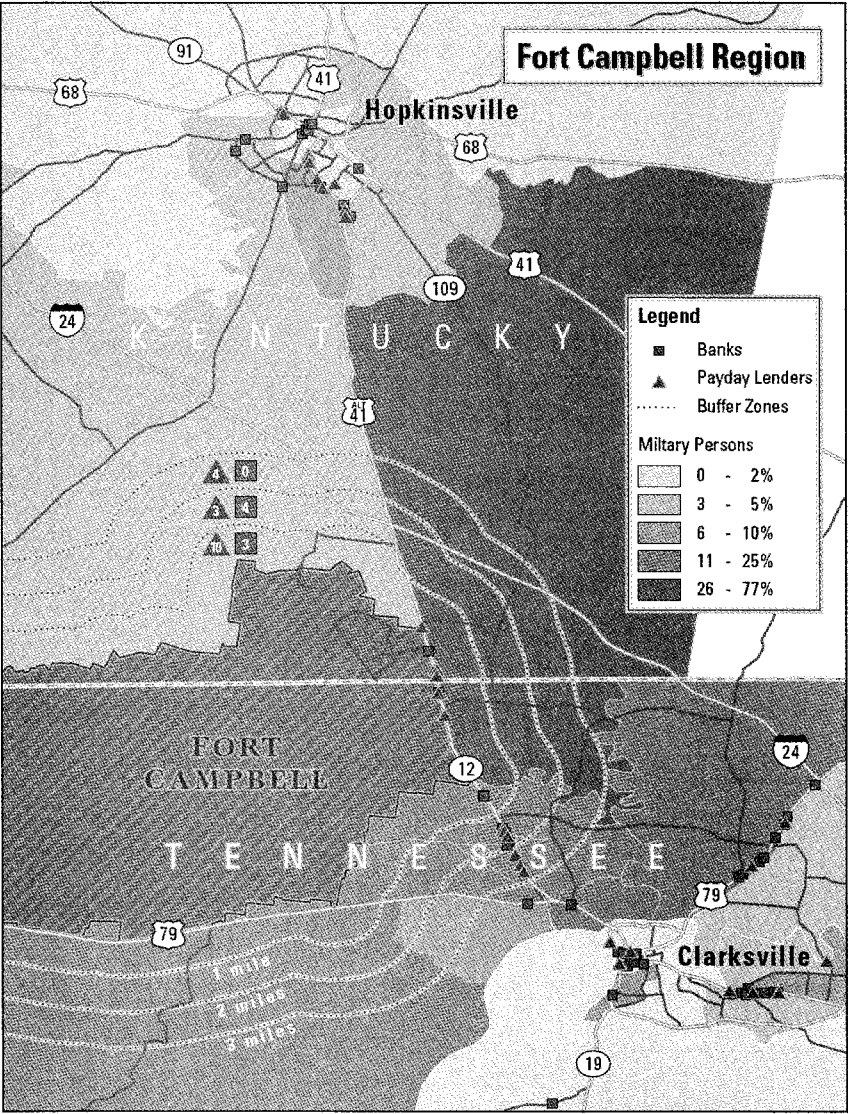 Fort Campbell Region
91
41
68
Hopkinsville
68
41
109
24
KENTUCKY
Legend
Banks
Payday Lenders
Buffer Zones
Miltary Persons
0 - 2%
3 - 5%
6 - 10%
11 - 25%
26 - 77%
ALT
41
4 0
3 4
10 3
FORT
CAMPBELL
12
24
TENNESSEE
79
79
1 mile
2 miles
3 miles
Clarksville
19